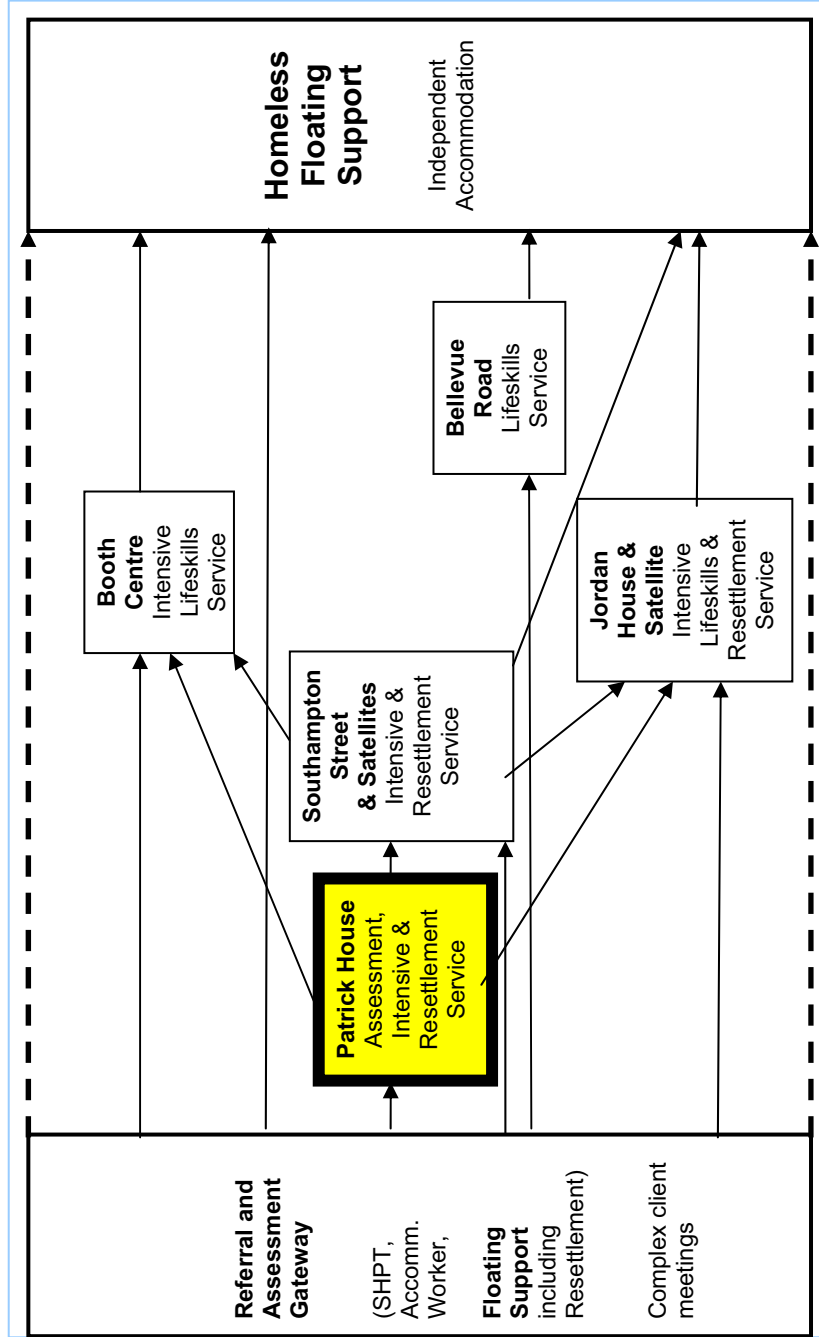 Referral and
Assessment
Gateway
(SHPT,
Accomm.
Worker,
Floating
Support
including
Resettlement)
Complex client
meetings
Patrick House
Assessment,
Intensive &
Resettlement
Service
Southampton
Street
& Satellites
Intensive &
Resettlement
Service
Booth
Centre
Intensive
Lifeskills
Service
Jordan
House &
Satellite
Intensive
Lifeskills &
Resettlement
Service
Bellevue
Road
Lifeskills
Service
Homeless
Floating
Support
Independent
Accommodation